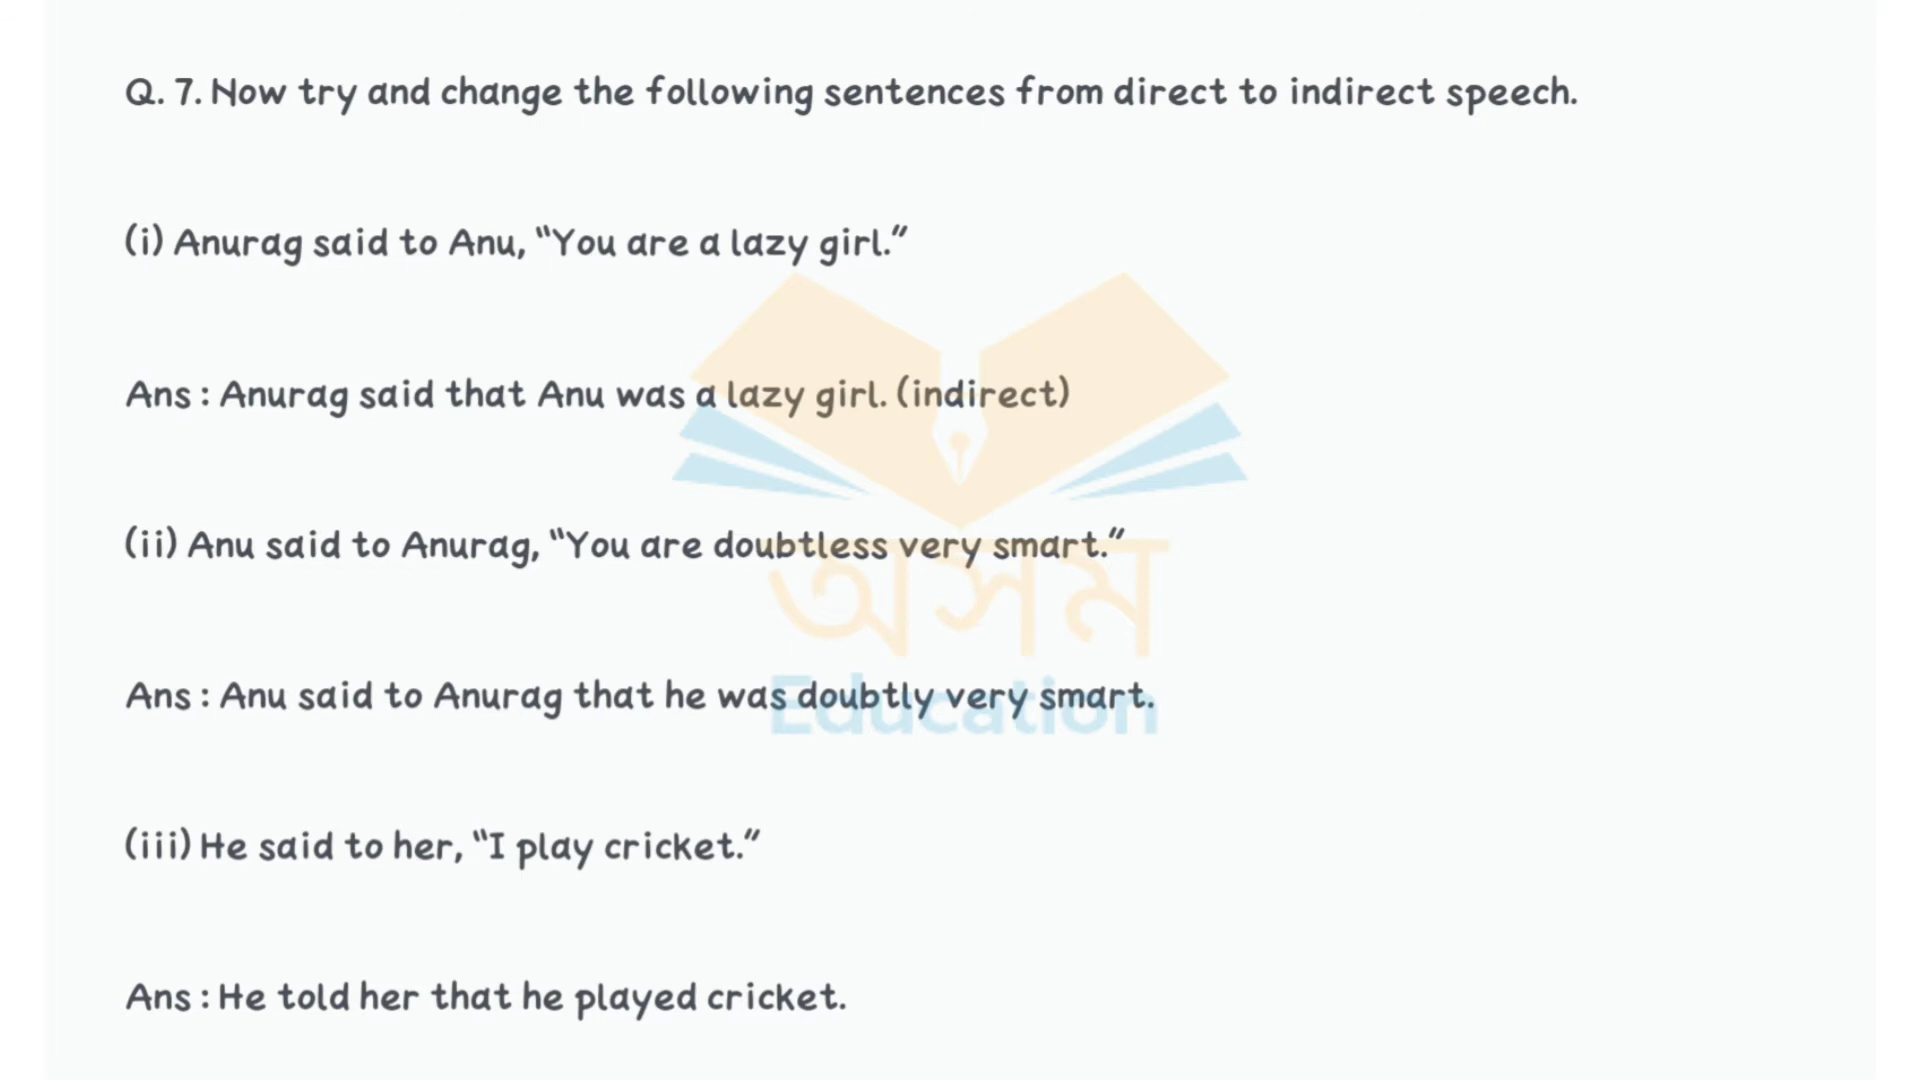 Q. 7. Now try and change the following sentences from direct to indirect speech.
(i) Anurag said to Anu, “You are a lazy girl.”
Ans : Anurag said that Anu was a lazy girl. (indirect)
(ii) Anu said to Anurag, “You are doubtless very smart.”
অসম
Ans : Anu said to Anurag that he was doubtly very smart.
Education
(iii) He said to her, “I play cricket.”
Ans : He told her that he played cricket.